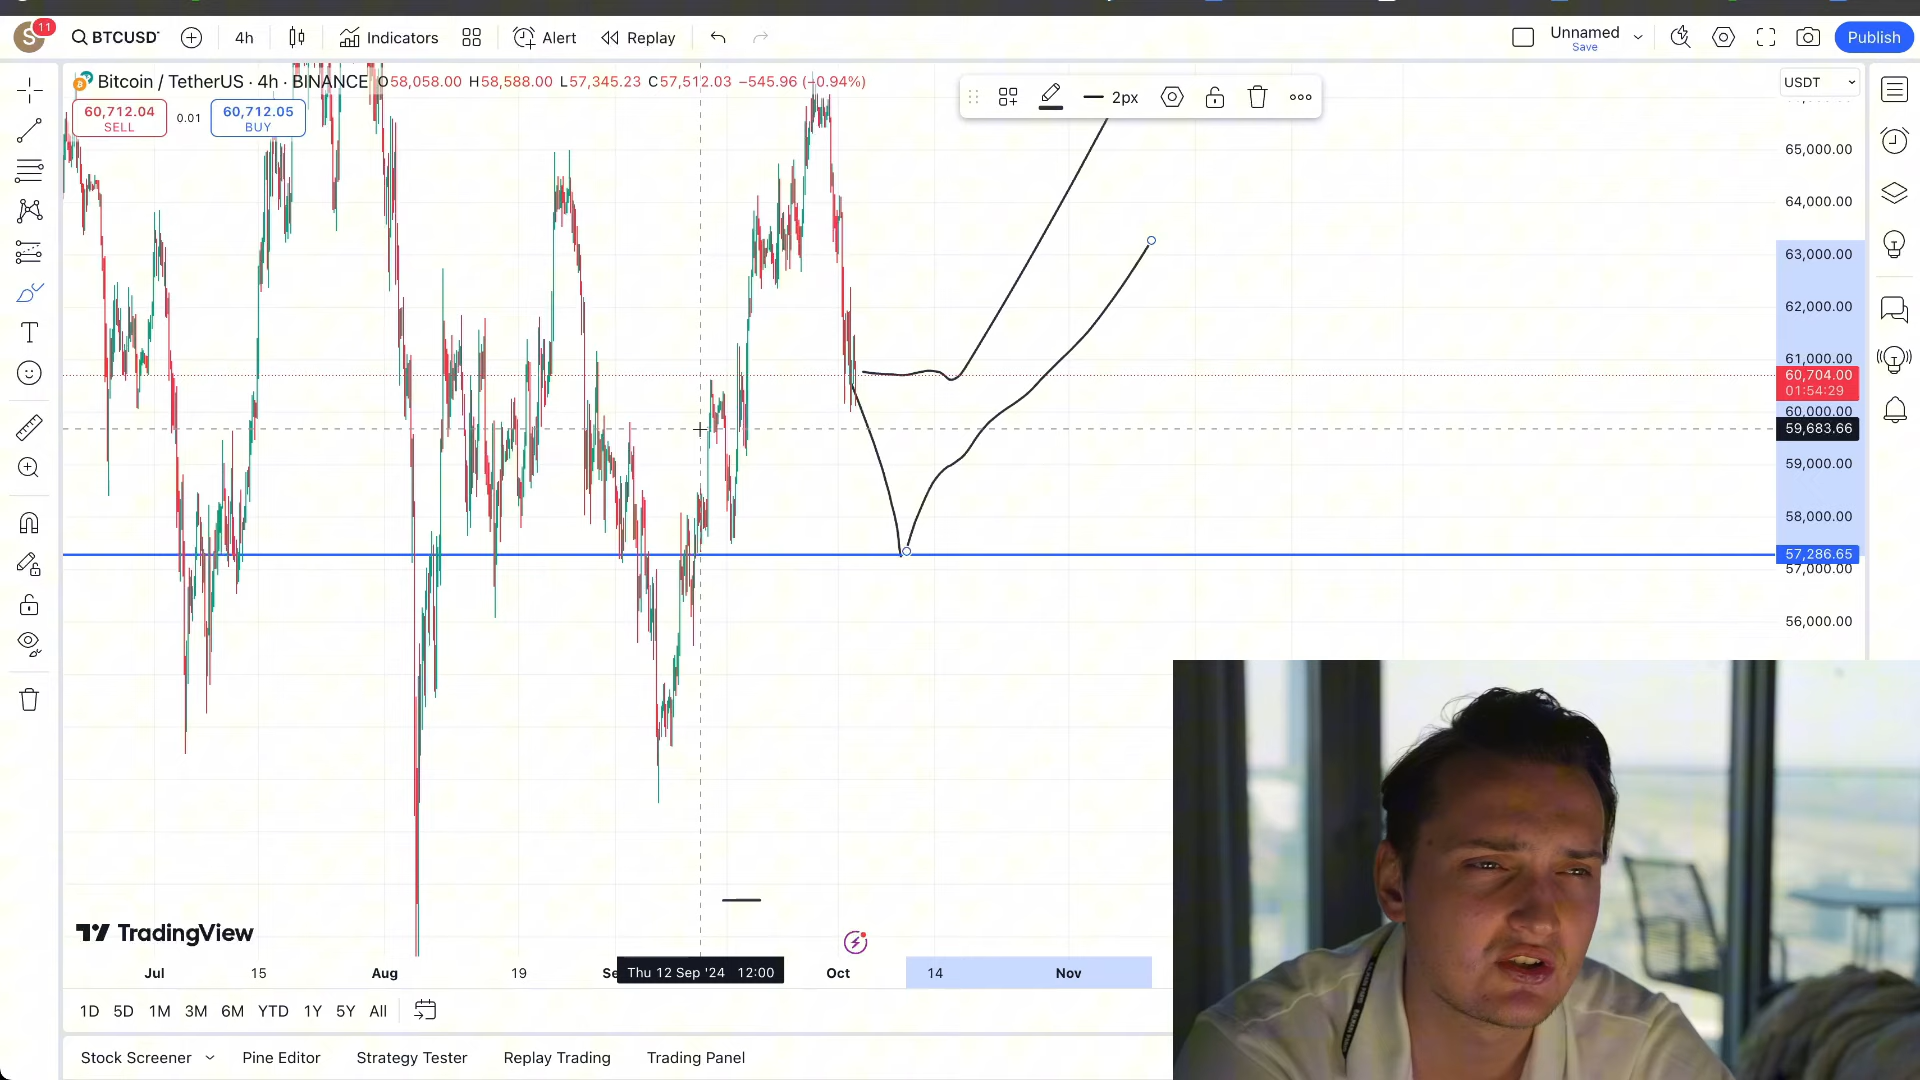 S 11 BTCUSDT 4h Indicators Alert Replay Unnamed Save Publish
Bitcoin / TetherUS · 4h · BINANCE O58,058.00 H58,588.00 L57,345.23 C57,512.03 −545.96 (−0.94%)
60,712.04 SELL 0.01 60,712.05 BUY
2px
USDT
65,000.00
64,000.00
63,000.00
62,000.00
61,000.00
60,704.00
01:54:29
60,000.00
59,683.66
59,000.00
58,000.00
57,286.65
57,000.00
56,000.00
TradingView
Jul 15 Aug 19 Se Thu 12 Sep '24 12:00 Oct 14 Nov
1D 5D 1M 3M 6M YTD 1Y 5Y All
Stock Screener Pine Editor Strategy Tester Replay Trading Trading Panel